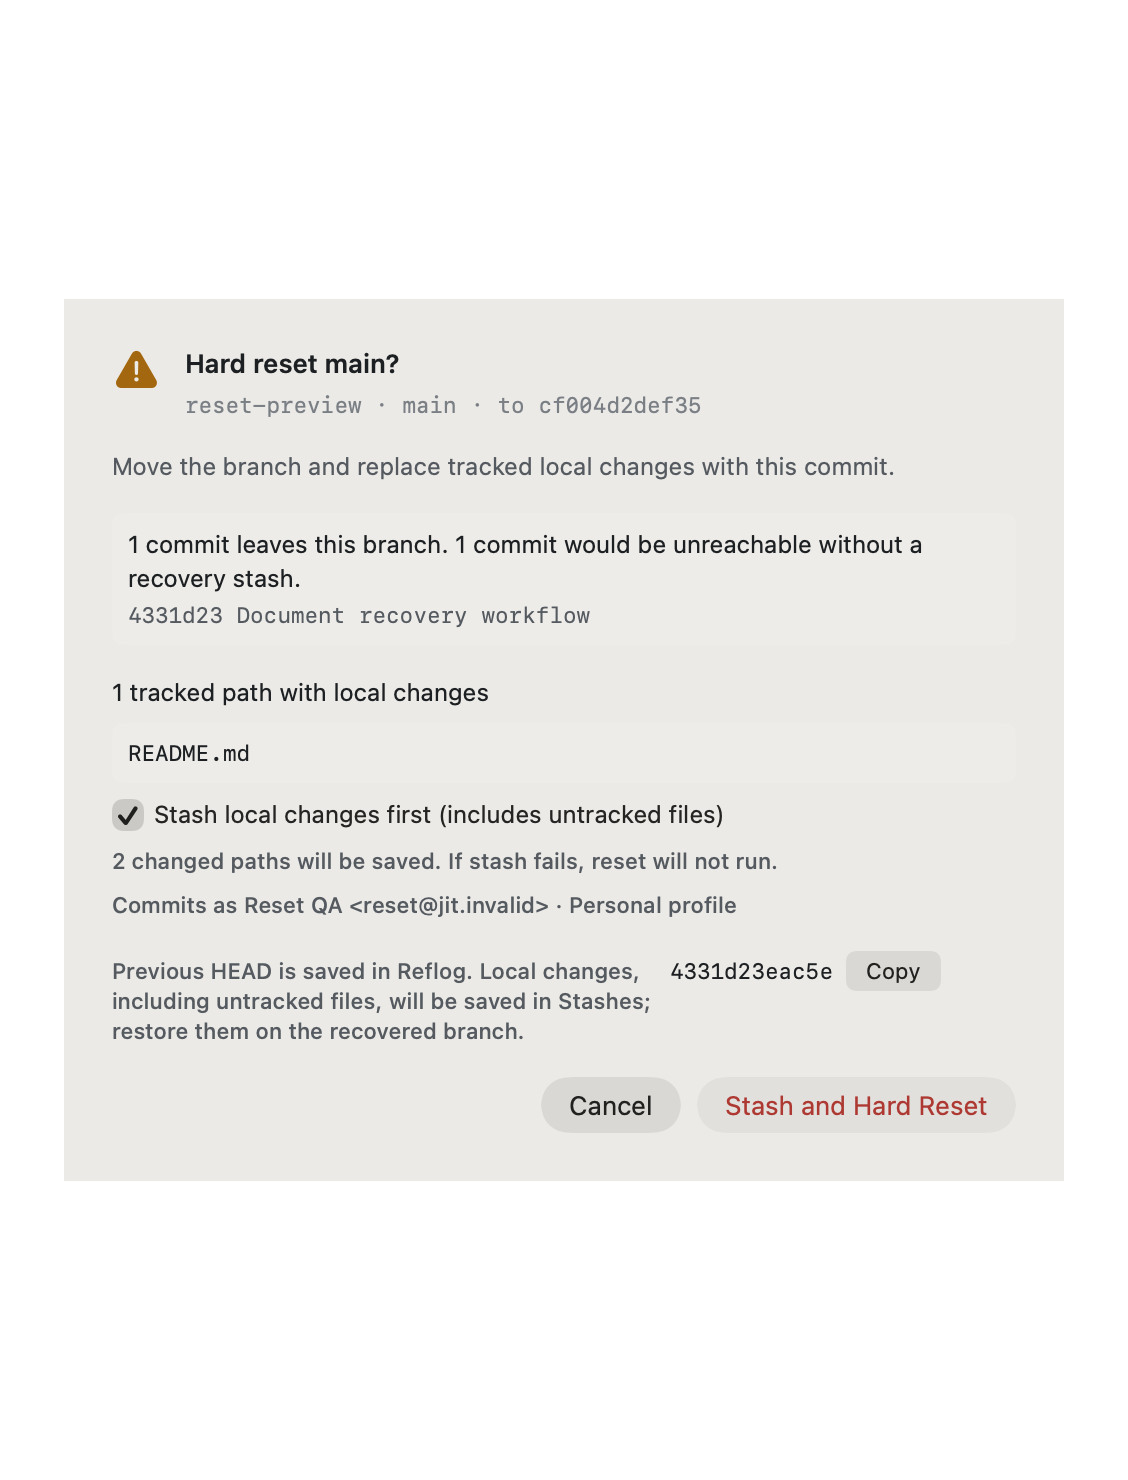 Hard reset main?
reset-preview · main · to cf004d2def35
Move the branch and replace tracked local changes with this commit.
1 commit leaves this branch. 1 commit would be unreachable without a
recovery stash.
4331d23 Document recovery workflow
1 tracked path with local changes
README.md
Stash local changes first (includes untracked files)
2 changed paths will be saved. If stash fails, reset will not run.
Commits as Reset QA <reset@jit.invalid> · Personal profile
Previous HEAD is saved in Reflog. Local changes,
including untracked files, will be saved in Stashes;
restore them on the recovered branch.
4331d23eac5e
Copy
Cancel
Stash and Hard Reset